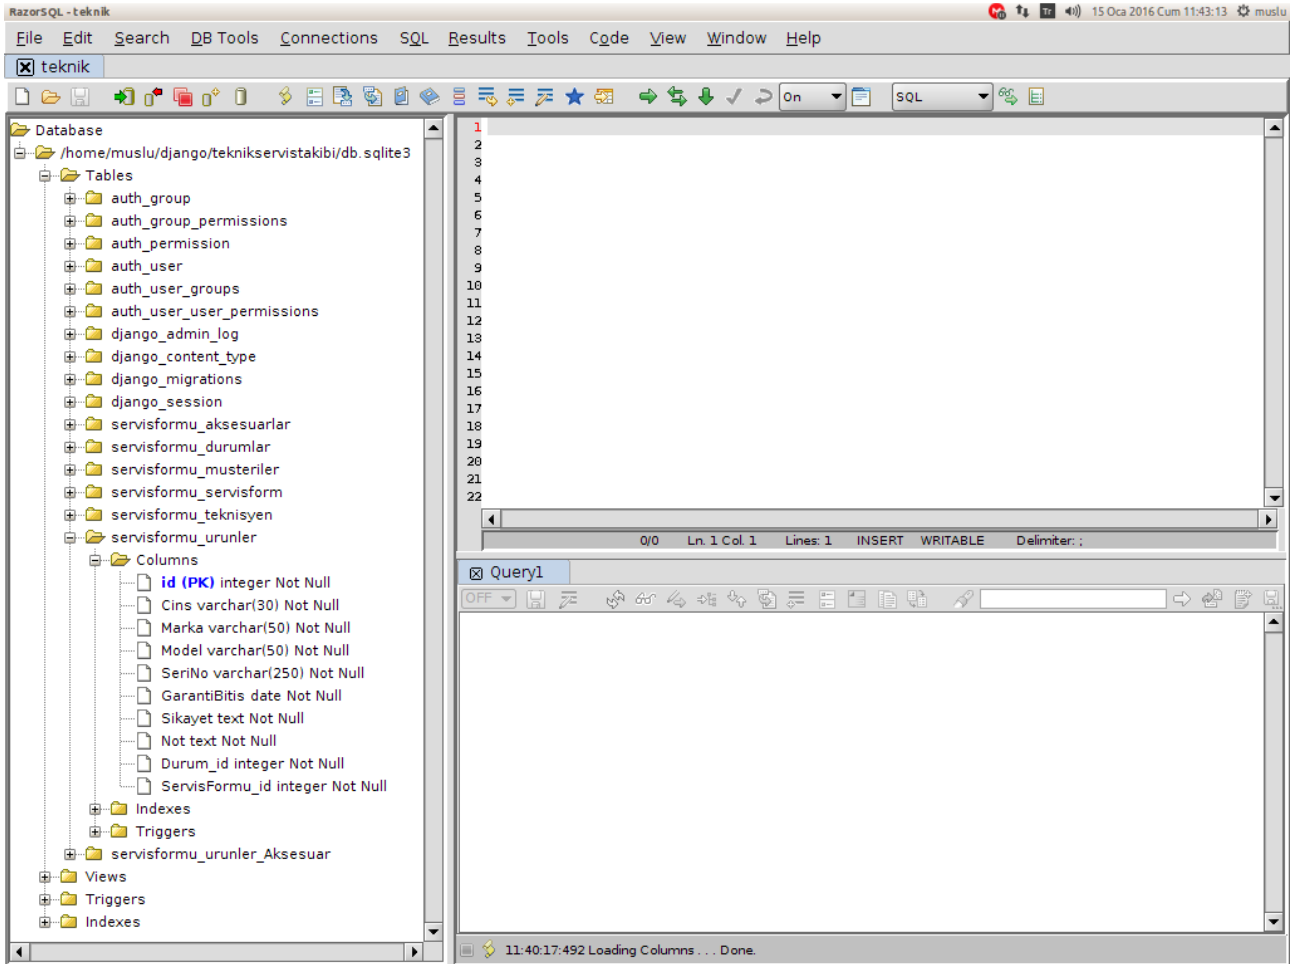 RazorSQL - teknik
Tr
15 Oca 2016 Cum 11:43:13
muslu
File Edit Search DB Tools Connections SQL Results Tools Code View Window Help
teknik
On
SQL
Database
/home/muslu/django/teknikservistakibi/db.sqlite3
Tables
auth_group
auth_group_permissions
auth_permission
auth_user
auth_user_groups
auth_user_user_permissions
django_admin_log
django_content_type
django_migrations
django_session
servisformu_aksesuarlar
servisformu_durumlar
servisformu_musteriler
servisformu_servisform
servisformu_teknisyen
servisformu_urunler
Columns
id (PK) integer Not Null
Cins varchar(30) Not Null
Marka varchar(50) Not Null
Model varchar(50) Not Null
SeriNo varchar(250) Not Null
GarantiBitis date Not Null
Sikayet text Not Null
Not text Not Null
Durum_id integer Not Null
ServisFormu_id integer Not Null
Indexes
Triggers
servisformu_urunler_Aksesuar
Views
Triggers
Indexes
1
2
3
4
5
6
7
8
9
10
11
12
13
14
15
16
17
18
19
20
21
22
0/0 Ln. 1 Col. 1 Lines: 1 INSERT WRITABLE Delimiter: ;
Query1
OFF
11:40:17:492 Loading Columns . . . Done.